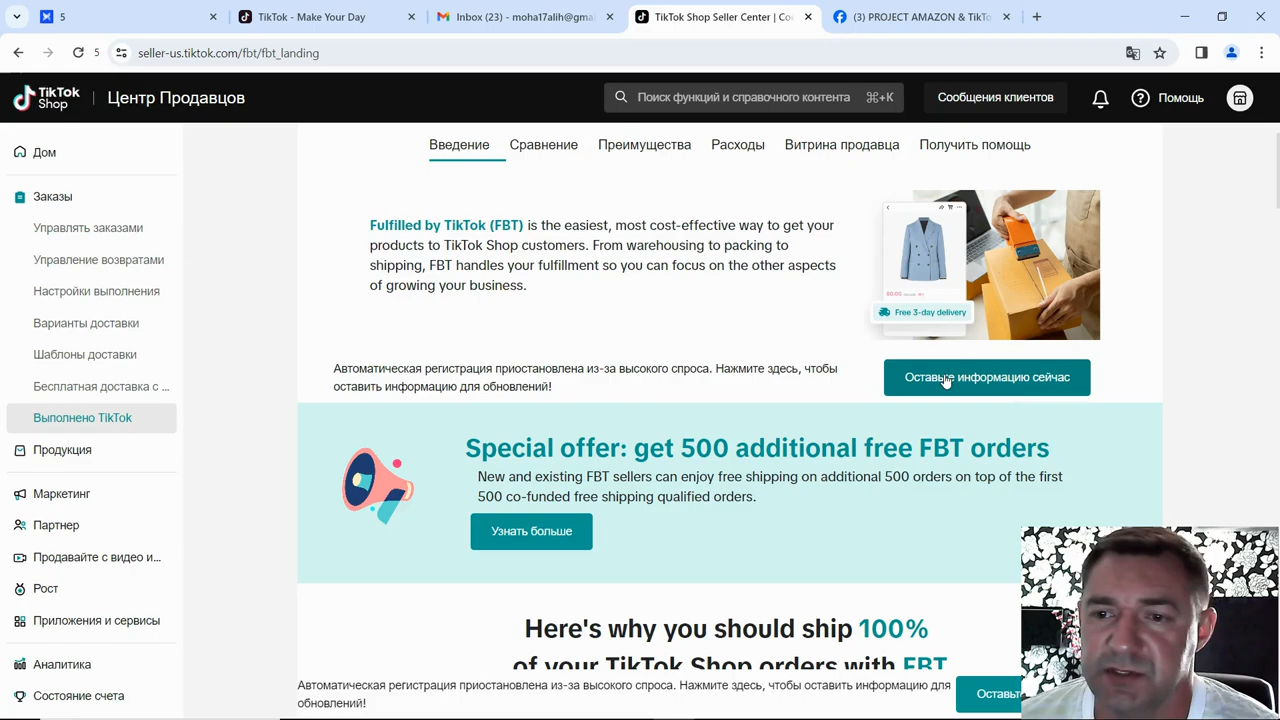 5
TikTok - Make Your Day
Inbox (23) - moha17alih@gmai
TikTok Shop Seller Center | Co
(3) PROJECT AMAZON & TikTo
5
seller-us.tiktok.com/fbt/fbt_landing
TikTok
Shop
Центр Продавцов
Поиск функций и справочного контента ⌘+K
Сообщения клиентов
Помощь
Дом
Заказы
Управлять заказами
Управление возвратами
Настройки выполнения
Варианты доставки
Шаблоны доставки
Бесплатная доставка с ...
Выполнено TikTok
Продукция
Маркетинг
Партнер
Продавайте с видео и...
Рост
Приложения и сервисы
Аналитика
Состояние счета
Введение
Сравнение
Преимущества
Расходы
Витрина продавца
Получить помощь
Fulfilled by TikTok (FBT) is the easiest, most cost-effective way to get your
products to TikTok Shop customers. From warehousing to packing to
shipping, FBT handles your fulfillment so you can focus on the other aspects
of growing your business.
Free 3-day delivery
Автоматическая регистрация приостановлена из-за высокого спроса. Нажмите здесь, чтобы
оставить информацию для обновлений!
Оставьте информацию сейчас
Special offer: get 500 additional free FBT orders
New and existing FBT sellers can enjoy free shipping on additional 500 orders on top of the first
500 co-funded free shipping qualified orders.
Узнать больше
Here's why you should ship 100%
of your TikTok Shop orders with FBT
Автоматическая регистрация приостановлена из-за высокого спроса. Нажмите здесь, чтобы оставить информацию для
обновлений!
Оставьт